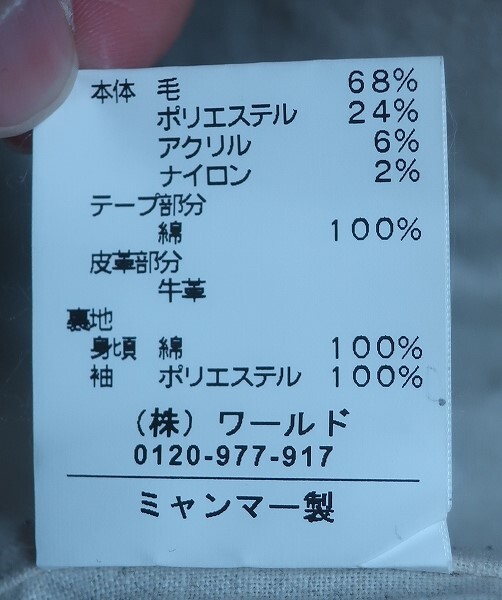 本体 毛 68%
ポリエステル 24%
アクリル 6%
ナイロン 2%
テープ部分
綿 100%
皮革部分
牛革
裏地
身頃 綿 100%
袖 ポリエステル 100%
(株) ワールド
0120-977-917
ミャンマー製